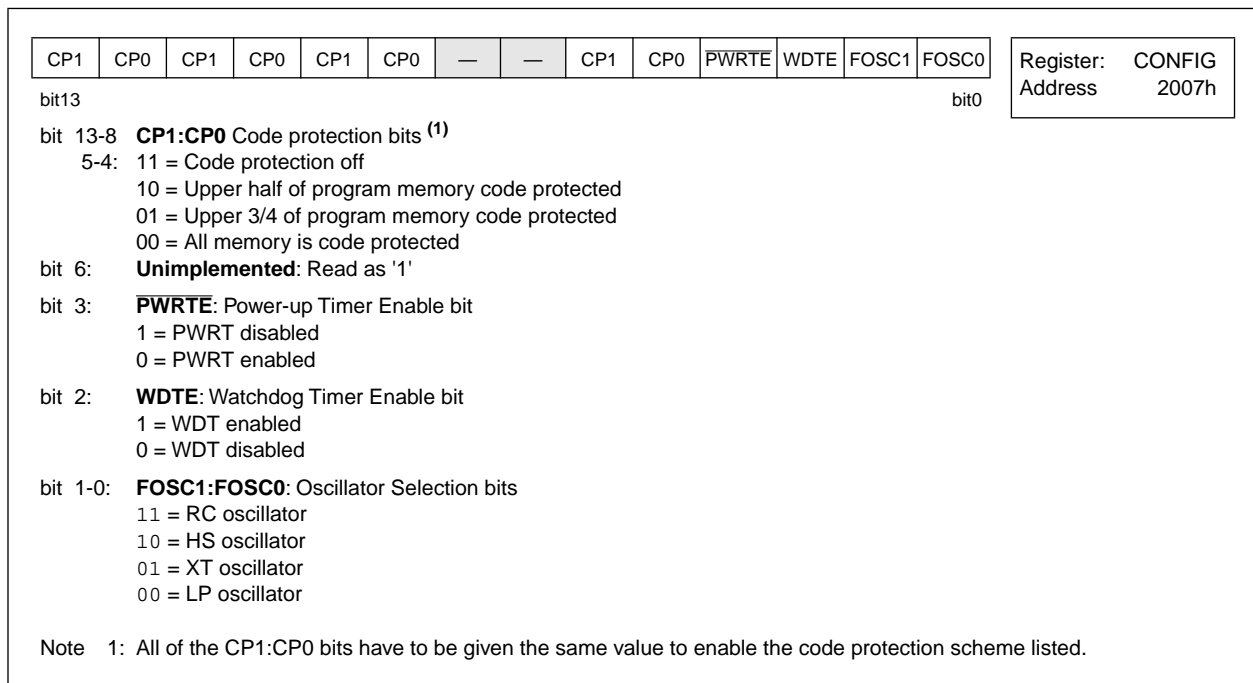 CP1 CP0 CP1 CP0 CP1 CP0 — — CP1 CP0 PWRTE WDTE FOSC1 FOSC0
bit13 bit0
Register: CONFIG
Address 2007h
bit 13-8 CP1:CP0 Code protection bits (1)
5-4: 11 = Code protection off
10 = Upper half of program memory code protected
01 = Upper 3/4 of program memory code protected
00 = All memory is code protected
bit 6: Unimplemented: Read as '1'
bit 3: PWRTE: Power-up Timer Enable bit
1 = PWRT disabled
0 = PWRT enabled
bit 2: WDTE: Watchdog Timer Enable bit
1 = WDT enabled
0 = WDT disabled
bit 1-0: FOSC1:FOSC0: Oscillator Selection bits
11 = RC oscillator
10 = HS oscillator
01 = XT oscillator
00 = LP oscillator
Note 1: All of the CP1:CP0 bits have to be given the same value to enable the code protection scheme listed.